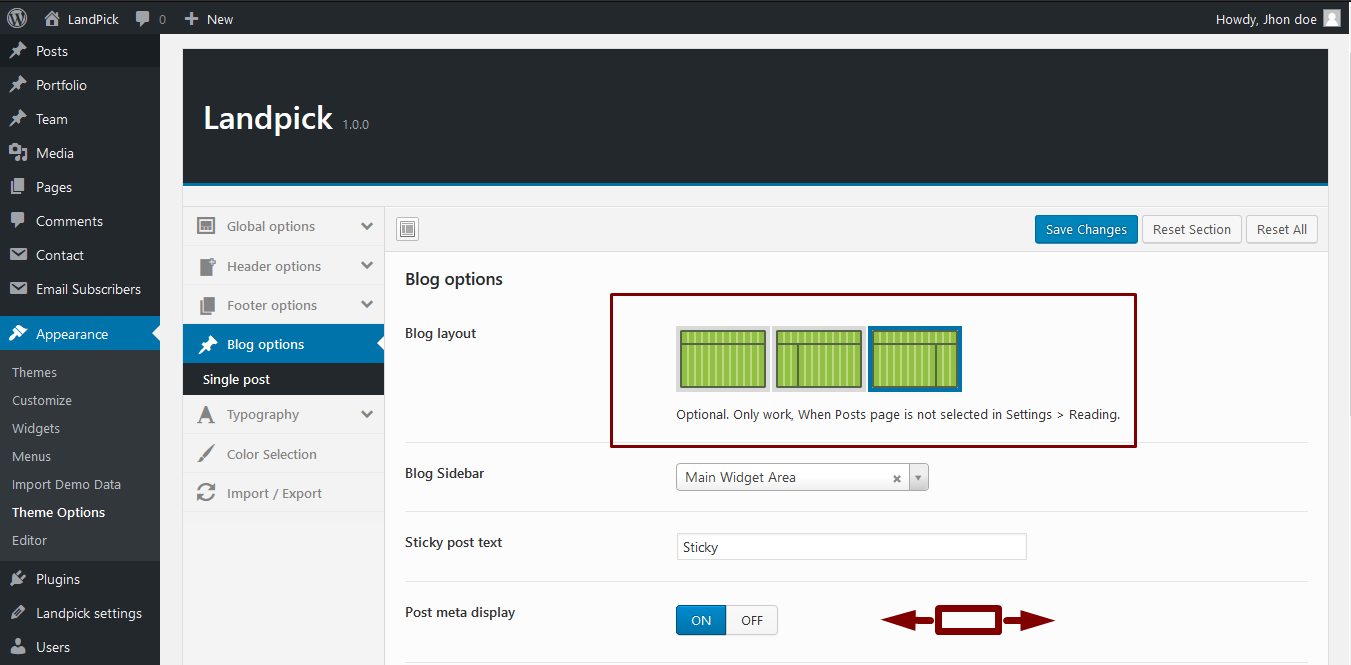 LandPick
0
New
Howdy, Jhon doe
Posts
Portfolio
Team
Media
Pages
Comments
Contact
Email Subscribers
Appearance
Themes
Customize
Widgets
Menus
Import Demo Data
Theme Options
Editor
Plugins
Landpick settings
Users
Landpick 1.0.0
Global options
Header options
Footer options
Blog options
Single post
Typography
Color Selection
Import / Export
Save Changes
Reset Section
Reset All
Blog options
Blog layout
Optional. Only work, When Posts page is not selected in Settings > Reading.
Blog Sidebar
Main Widget Area
Sticky post text
Sticky
Post meta display
ON
OFF